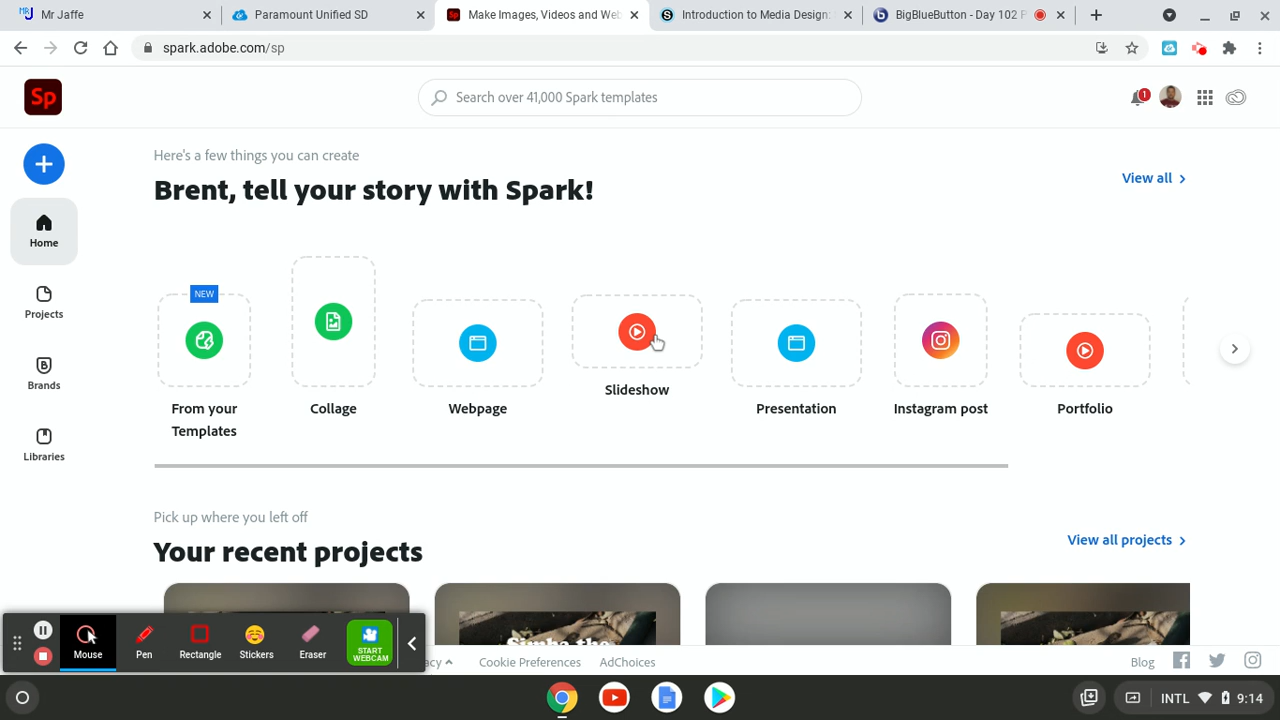 Mr Jaffe
Paramount Unified SD
Make Images, Videos and Web
Introduction to Media Design:
BigBlueButton - Day 102 P
spark.adobe.com/sp
Sp
Search over 41,000 Spark templates
1
Here's a few things you can create
Brent, tell your story with Spark!
View all
Home
Projects
Brands
Libraries
NEW
From your
Templates
Collage
Webpage
Slideshow
Presentation
Instagram post
Portfolio
Pick up where you left off
Your recent projects
View all projects
Simba the
Mouse
Pen
Rectangle
Stickers
Eraser
START
WEBCAM
Cookie Preferences
AdChoices
Blog
INTL
9:14